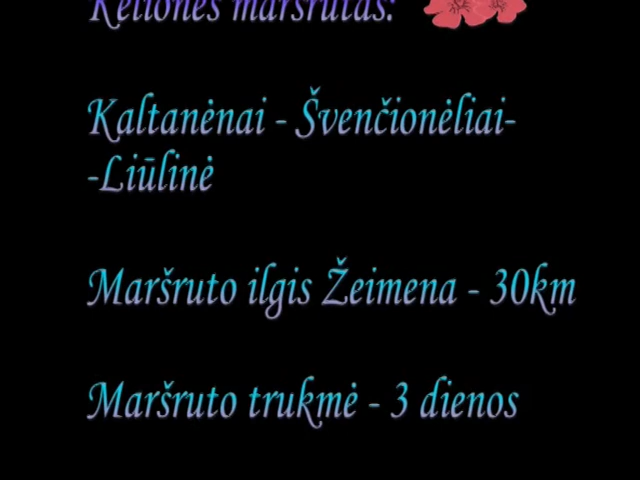 Kelionės maršrutas:
Kaltanėnai - Švenčionėliai-
-Liūlinė
Maršruto ilgis Žeimena - 30km
Maršruto trukmė - 3 dienos